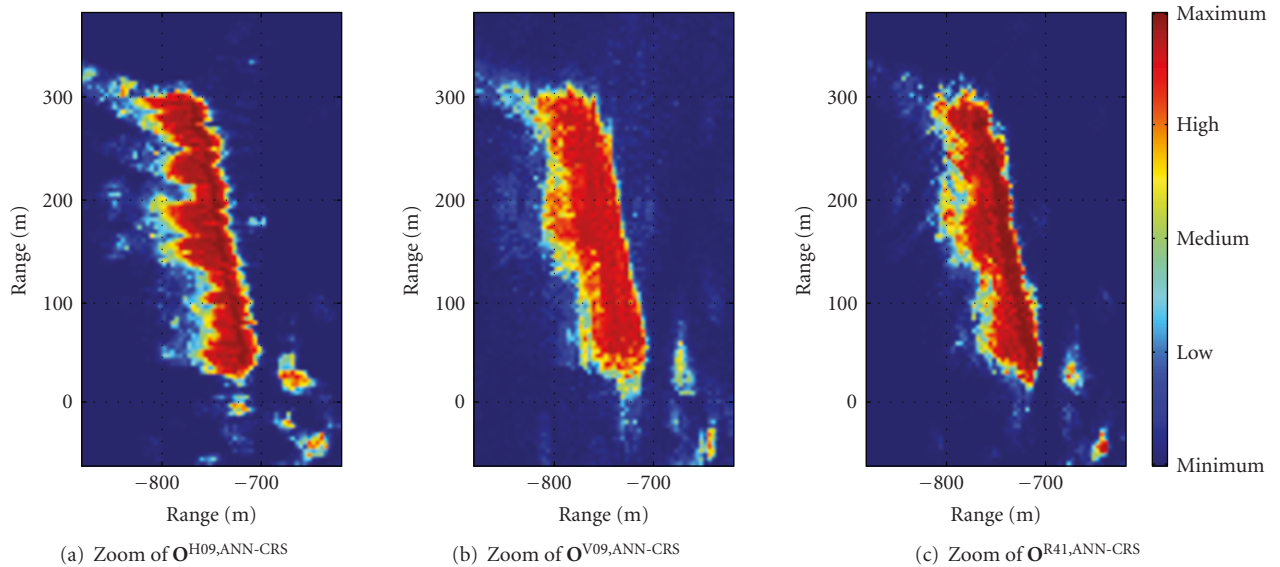 Maximum
High
Medium
Low
Minimum
300
200
100
0
Range (m)
−800
−700
Range (m)
(a) Zoom of O^H09,ANN-CRS
300
200
100
0
Range (m)
−800
−700
Range (m)
(b) Zoom of O^V09,ANN-CRS
300
200
100
0
Range (m)
−800
−700
Range (m)
(c) Zoom of O^R41,ANN-CRS